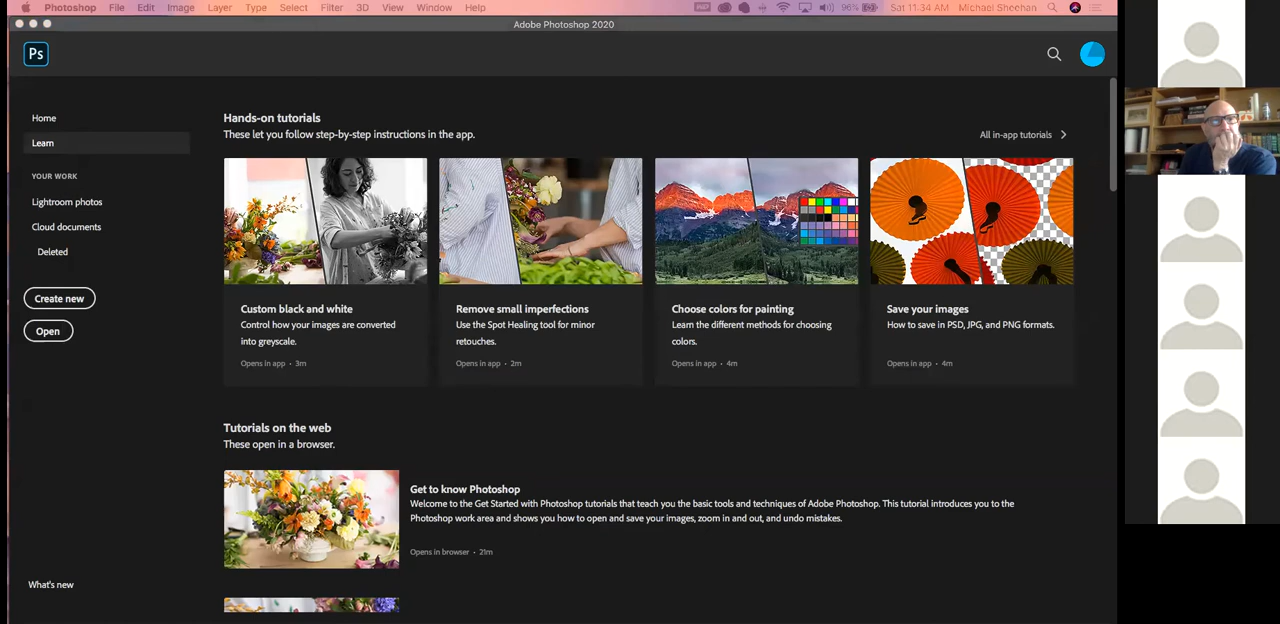 Photoshop File Edit Image Layer Type Select Filter 3D View Window Help 96% Sat 11:34 AM Michael Sheehan
Adobe Photoshop 2020
Ps
Home
Learn
YOUR WORK
Lightroom photos
Cloud documents
Deleted
Create new
Open
What's new
Hands-on tutorials
These let you follow step-by-step instructions in the app.
All in-app tutorials
Custom black and white
Control how your images are converted
into greyscale.
Opens in app • 3m
Remove small imperfections
Use the Spot Healing tool for minor
retouches.
Opens in app • 2m
Choose colors for painting
Learn the different methods for choosing
colors.
Opens in app • 4m
Save your images
How to save in PSD, JPG, and PNG formats.
Opens in app • 4m
Tutorials on the web
These open in a browser.
Get to know Photoshop
Welcome to the Get Started with Photoshop tutorials that teach you the basic tools and techniques of Adobe Photoshop. This tutorial introduces you to the
Photoshop work area and shows you how to open and save your images, zoom in and out, and undo mistakes.
Opens in browser • 21m